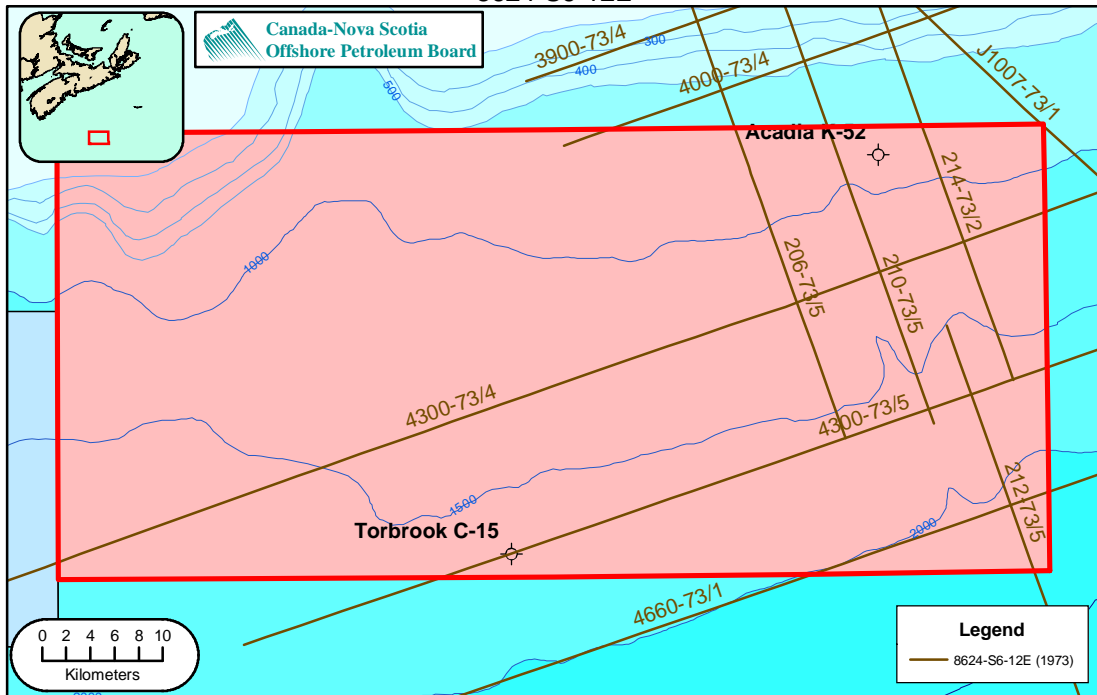 Canada-Nova Scotia
Offshore Petroleum Board
3900-73/4
300
400
500
4000-73/4
J1007-73/1
Acadia K-52
214-73/2
206-73/5
210-73/5
1000
4300-73/4
4300-73/5
1500
Torbrook C-15
212-73/5
2000
4660-73/1
0 2 4 6 8 10
Kilometers
Legend
8624-S6-12E (1973)